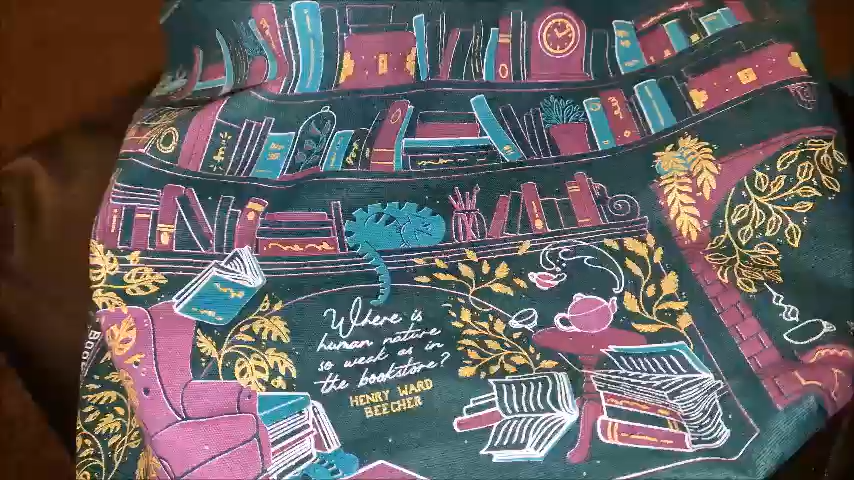 Where is
human nature
so weak as in
the bookstore?
HENRY WARD
BEECHER